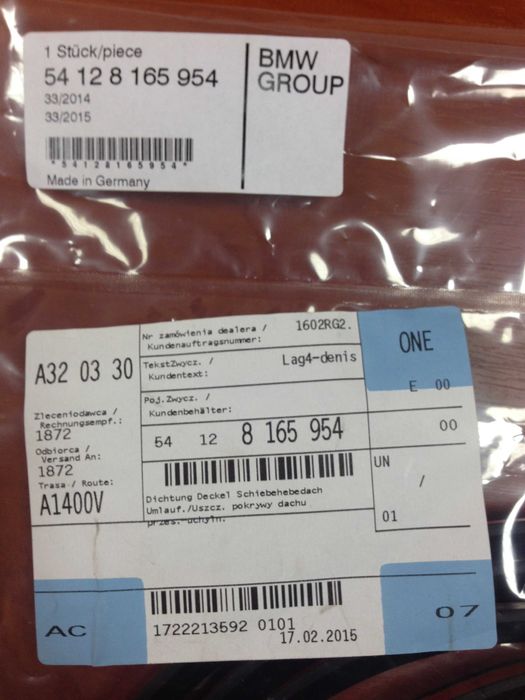 1 Stück/piece
54 12 8 165 954
33/2014
33/2015
*54128165954*
Made in Germany
BMW
GROUP
A32 03 30
Nr zamówienia dealera /
Kundenauftragsnummer:
1602RG2.
TekstZwycz. /
Kundentext:
Lag4-denis
ONE
E 00
Zleceniodawca /
Rechnungsempf.:
1872
Odbiorca /
Versand An:
1872
Trasa / Route:
A1400V
Poj.Zwycz. /
Kundenbehälter:
54 12 8 165 954
00
UN
/
01
Dichtung Deckel Schiebehebedach
Umlauf./Uszcz. pokrywy dachu
przes.-uchyln.
AC
1722213592 0101
17.02.2015
07